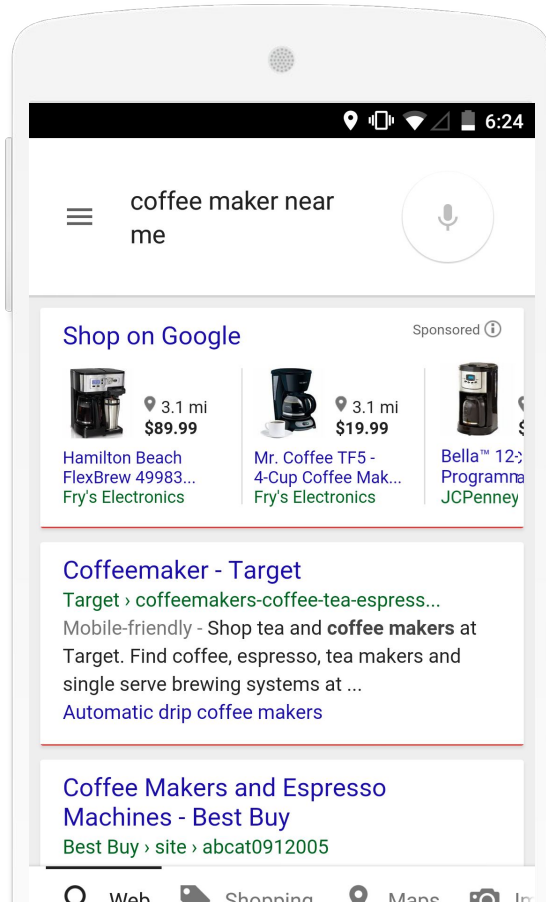 6:24
coffee maker near
me
Shop on Google
Sponsored
3.1 mi
$89.99
Hamilton Beach
FlexBrew 49983...
Fry's Electronics
3.1 mi
$19.99
Mr. Coffee TF5 -
4-Cup Coffee Mak...
Fry's Electronics
$
Bella™ 12-
Programma
JCPenney
Coffeemaker - Target
Target › coffeemakers-coffee-tea-espress...
Mobile-friendly - Shop tea and coffee makers at
Target. Find coffee, espresso, tea makers and
single serve brewing systems at ...
Automatic drip coffee makers
Coffee Makers and Espresso
Machines - Best Buy
Best Buy › site › abcat0912005
Web Shopping Maps